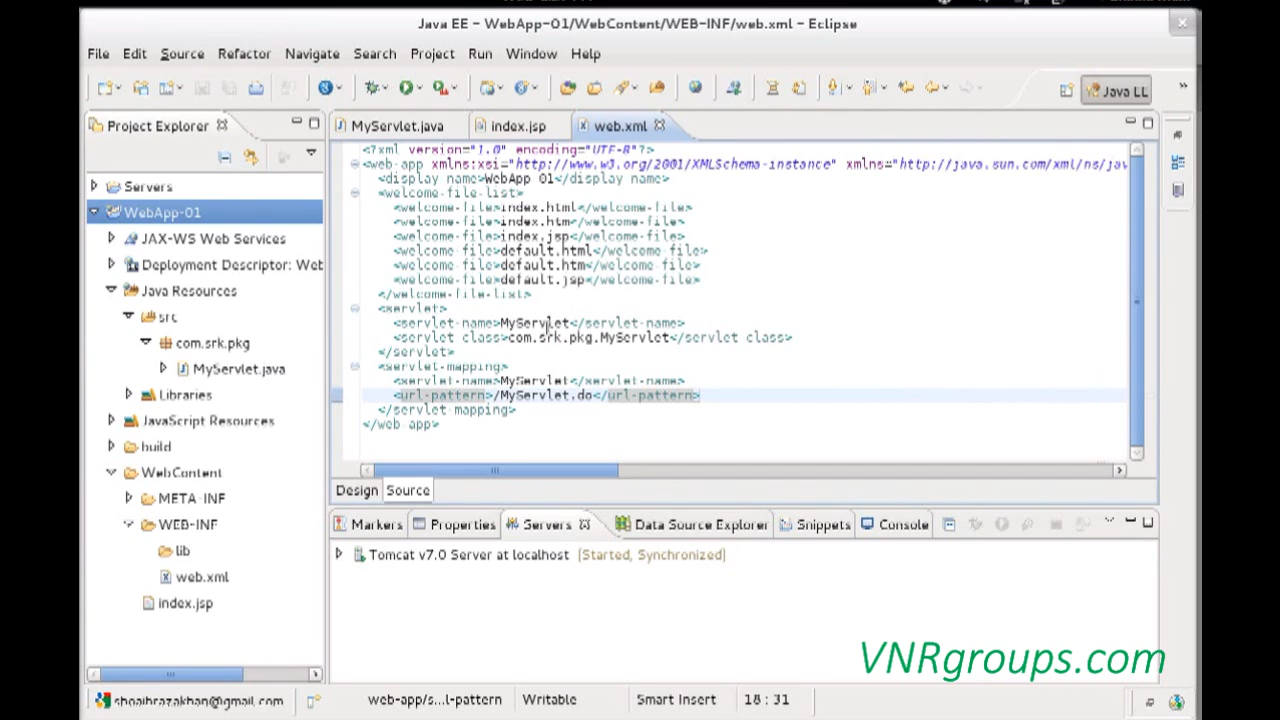 Java EE - WebApp-01/WebContent/WEB-INF/web.xml - Eclipse
File Edit Source Refactor Navigate Search Project Run Window Help
Java EE
Project Explorer
MyServlet.java
index.jsp
web.xml
Servers
WebApp-01
JAX-WS Web Services
Deployment Descriptor: Web
Java Resources
src
com.srk.pkg
MyServlet.java
Libraries
JavaScript Resources
build
WebContent
META-INF
WEB-INF
lib
web.xml
index.jsp
<?xml version="1.0" encoding="UTF-8"?>
<web-app xmlns:xsi="http://www.w3.org/2001/XMLSchema-instance" xmlns="http://java.sun.com/xml/ns/jav
<display-name>WebApp-01</display-name>
<welcome-file-list>
<welcome-file>index.html</welcome-file>
<welcome-file>index.htm</welcome-file>
<welcome-file>index.jsp</welcome-file>
<welcome-file>default.html</welcome-file>
<welcome-file>default.htm</welcome-file>
<welcome-file>default.jsp</welcome-file>
</welcome-file-list>
<servlet>
<servlet-name>MyServlet</servlet-name>
<servlet-class>com.srk.pkg.MyServlet</servlet-class>
</servlet>
<servlet-mapping>
<servlet-name>MyServlet</servlet-name>
<url-pattern>/MyServlet.do</url-pattern>
</servlet-mapping>
</web-app>
Design Source
Markers Properties Servers Data Source Explorer Snippets Console
Tomcat v7.0 Server at localhost [Started, Synchronized]
VNRgroups.com
shoaibrazakhan@gmail.com
web-app/s...l-pattern
Writable
Smart Insert
18 : 31